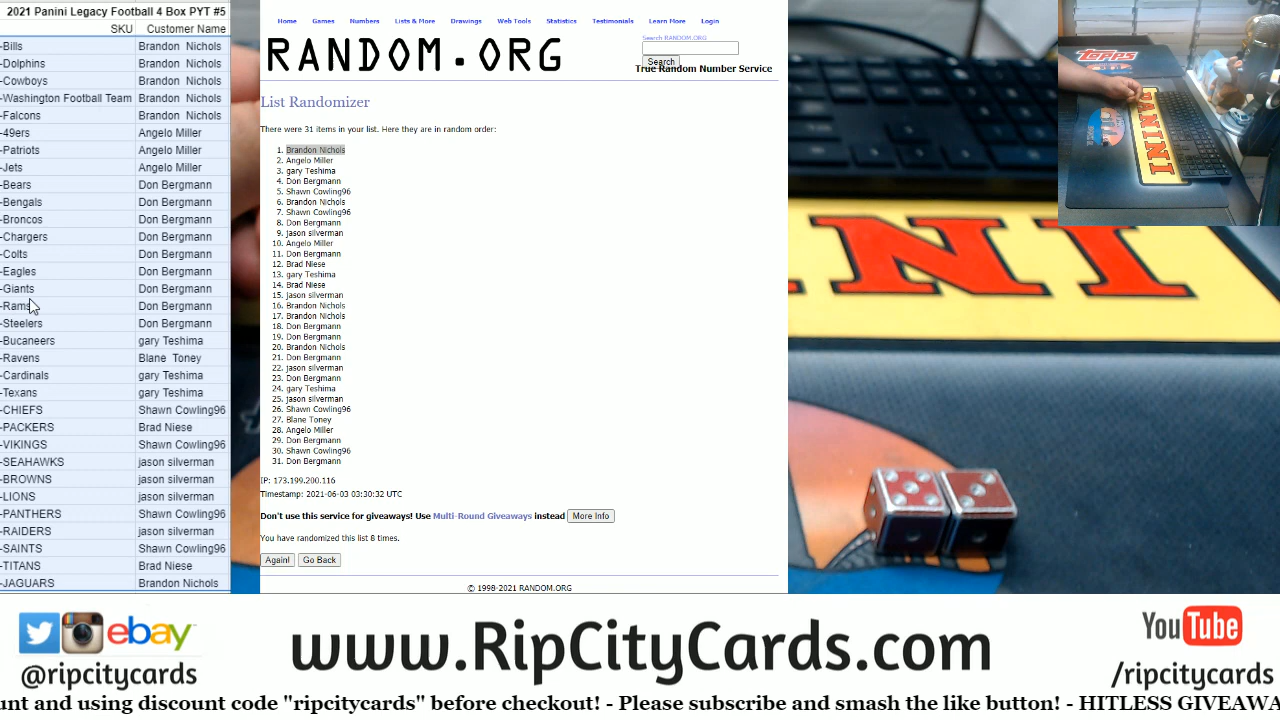 2021 Panini Legacy Football 4 Box PYT #5
SKU Customer Name
-Bills Brandon Nichols
-Dolphins Brandon Nichols
-Cowboys Brandon Nichols
-Washington Football Team Brandon Nichols
-Falcons Brandon Nichols
-49ers Angelo Miller
-Patriots Angelo Miller
-Jets Angelo Miller
-Bears Don Bergmann
-Bengals Don Bergmann
-Broncos Don Bergmann
-Chargers Don Bergmann
-Colts Don Bergmann
-Eagles Don Bergmann
-Giants Don Bergmann
-Rams Don Bergmann
-Steelers Don Bergmann
-Bucaneers gary Teshima
-Ravens Blane Toney
-Cardinals gary Teshima
-Texans gary Teshima
-CHIEFS Shawn Cowling96
-PACKERS Brad Niese
-VIKINGS Shawn Cowling96
-SEAHAWKS jason silverman
-BROWNS jason silverman
-LIONS jason silverman
-PANTHERS Shawn Cowling96
-RAIDERS jason silverman
-SAINTS Shawn Cowling96
-TITANS Brad Niese
-JAGUARS Brandon Nichols
Home Games Numbers Lists & More Drawings Web Tools Statistics Testimonials Learn More Login
RANDOM.ORG
Search RANDOM.ORG
Search
True Random Number Service
List Randomizer
There were 31 items in your list. Here they are in random order:
1. Brandon Nichols
2. Angelo Miller
3. gary Teshima
4. Don Bergmann
5. Shawn Cowling96
6. Brandon Nichols
7. Shawn Cowling96
8. Don Bergmann
9. jason silverman
10. Angelo Miller
11. Don Bergmann
12. Brad Niese
13. gary Teshima
14. Brad Niese
15. jason silverman
16. Brandon Nichols
17. Brandon Nichols
18. Don Bergmann
19. Don Bergmann
20. Brandon Nichols
21. Don Bergmann
22. jason silverman
23. Don Bergmann
24. gary Teshima
25. jason silverman
26. Shawn Cowling96
27. Blane Toney
28. Angelo Miller
29. Don Bergmann
30. Shawn Cowling96
31. Don Bergmann
IP: 173.199.200.116
Timestamp: 2021-06-03 03:30:32 UTC
Don't use this service for giveaways! Use Multi-Round Giveaways instead More Info
You have randomized this list 8 times.
Again! Go Back
© 1998-2021 RANDOM.ORG
TOPPS
PANINI
NI
ebay
@ripcitycards
www.RipCityCards.com
YouTube
/ripcitycards
unt and using discount code "ripcitycards" before checkout! - Please subscribe and smash the like button! - HITLESS GIVEAWA